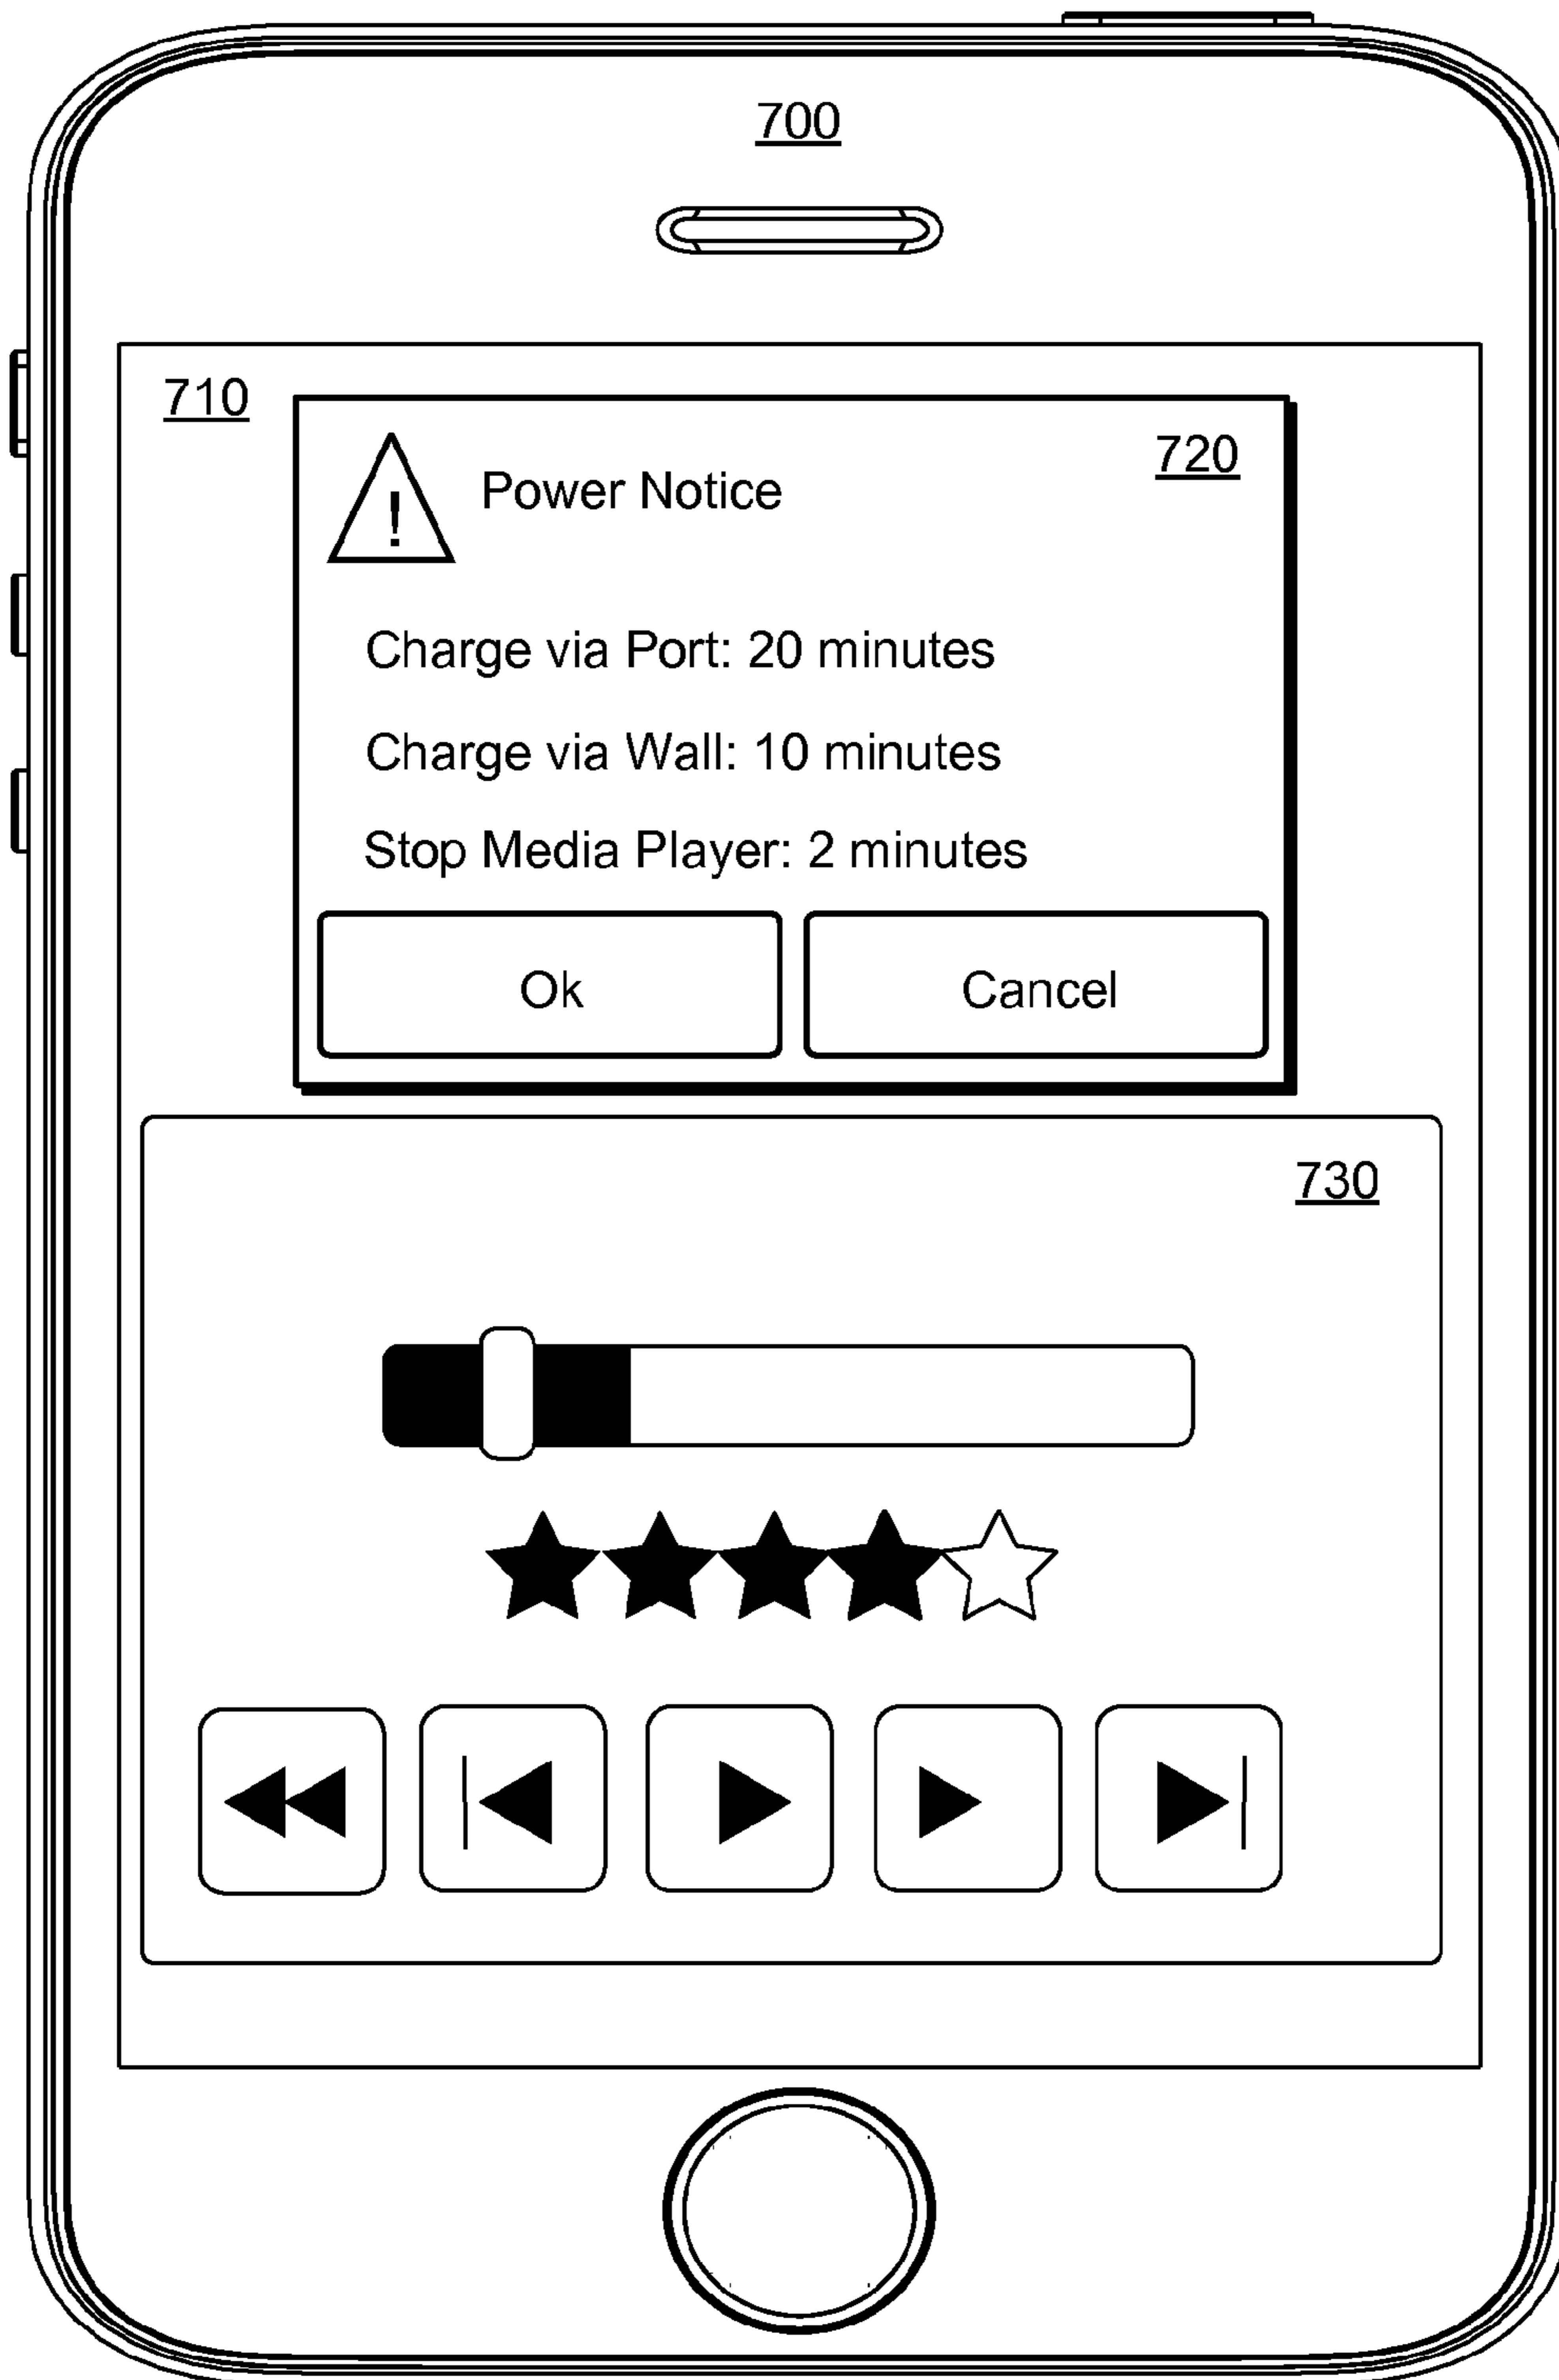 700
710
720
!
Power Notice
Charge via Port: 20 minutes
Charge via Wall: 10 minutes
Stop Media Player: 2 minutes
Ok
Cancel
730